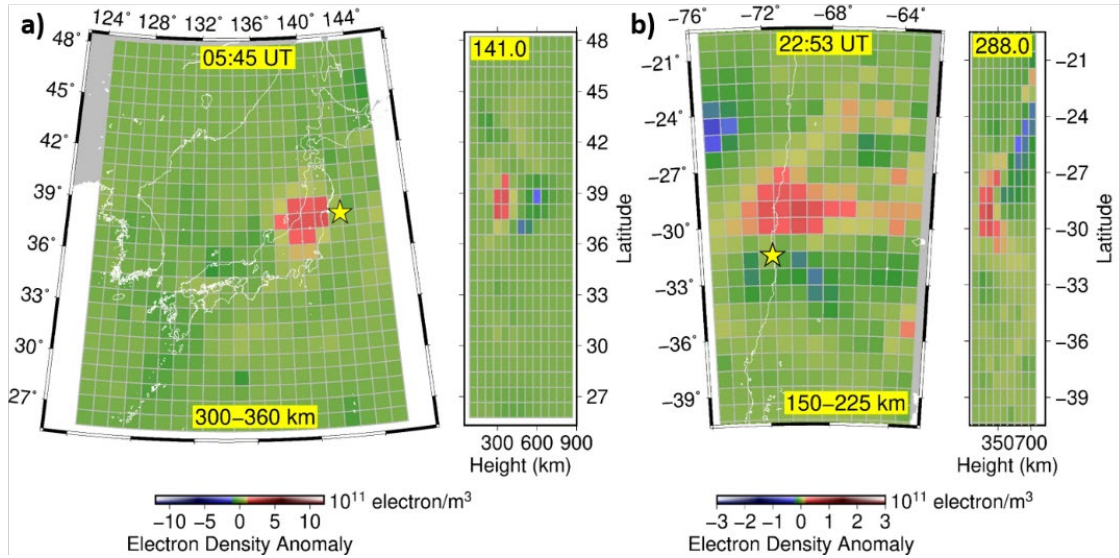 a)
124° 128° 132° 136° 140° 144°
48°
45°
42°
39°
36°
33°
30°
27°
05:45 UT
300−360 km
141.0
48
45
42
39
36
33
30
27
Latitude
300 600 900
Height (km)
−10 −5 0 5 10
10¹¹ electron/m³
Electron Density Anomaly
b)
−76° −72° −68° −64°
−21°
−24°
−27°
−30°
−33°
−36°
−39°
22:53 UT
150−225 km
288.0
−21
−24
−27
−30
−33
−36
−39
Latitude
350 700
Height (km)
−3 −2 −1 0 1 2 3
10¹¹ electron/m³
Electron Density Anomaly